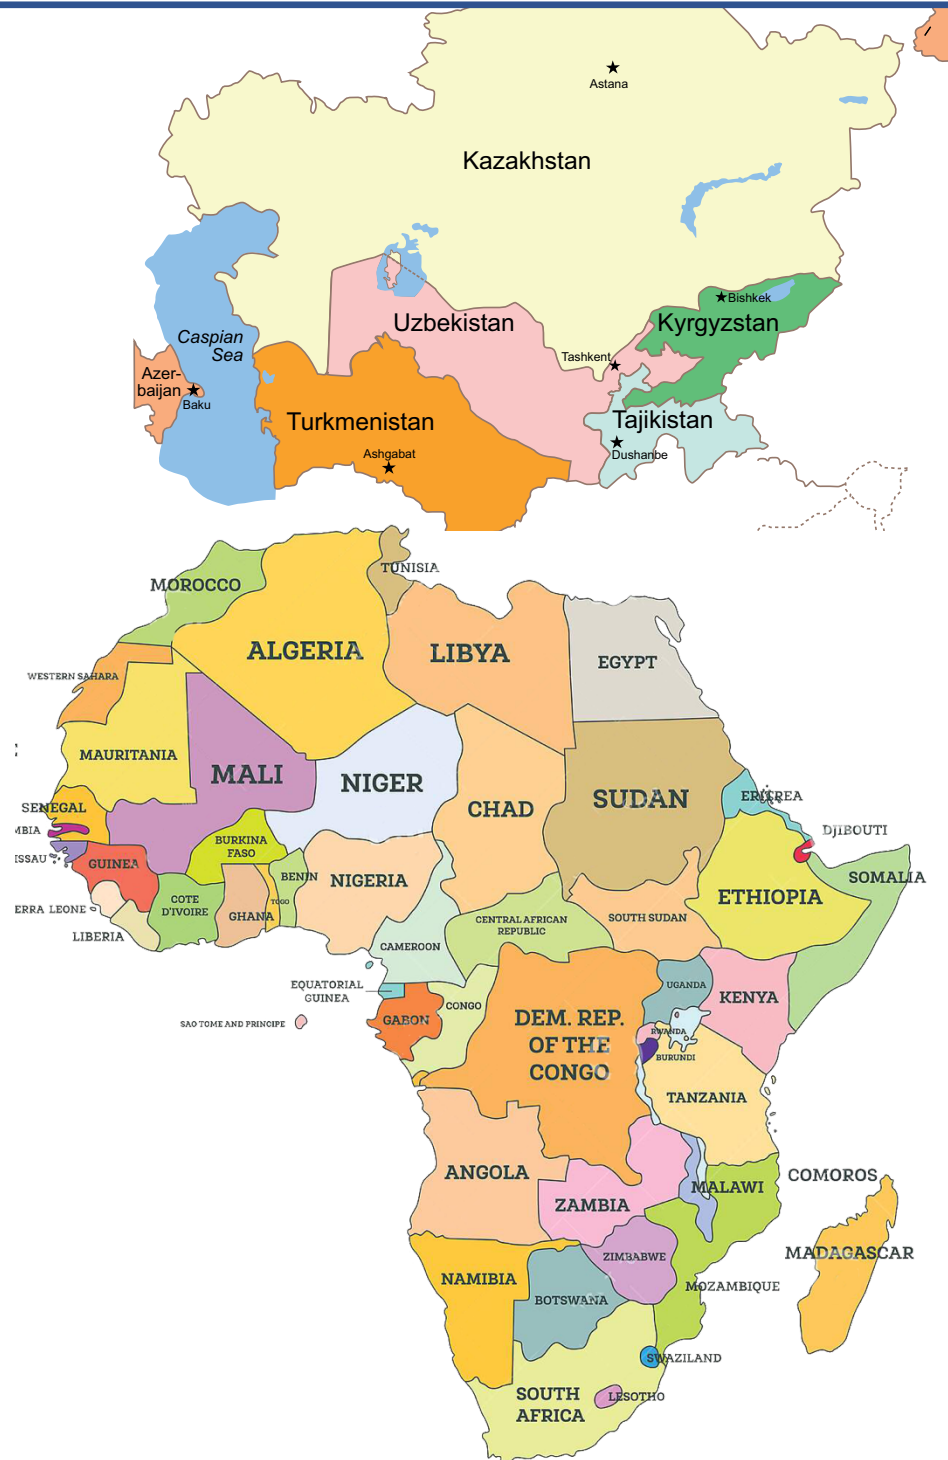 Astana
Kazakhstan
Bishkek
Uzbekistan
Kyrgyzstan
Caspian
Sea
Tashkent
Azer-
baijan
Baku
Turkmenistan
Tajikistan
Ashgabat
Dushanbe
TUNISIA
MOROCCO
ALGERIA
LIBYA
EGYPT
WESTERN SAHARA
MAURITANIA
MALI
NIGER
CHAD
SUDAN
ERITREA
SENEGAL
MBIA
DJIBOUTI
BURKINA
FASO
ISSAU
GUINEA
BENIN
NIGERIA
SOMALIA
ETHIOPIA
COTE
D'IVOIRE
TOGO
ERRA LEONE
GHANA
SOUTH SUDAN
CENTRAL AFRICAN
REPUBLIC
LIBERIA
CAMEROON
EQUATORIAL
GUINEA
UGANDA
KENYA
CONGO
SAO TOME AND PRINCIPE
GABON
DEM. REP.
OF THE
CONGO
RWANDA
BURUNDI
TANZANIA
ANGOLA
COMOROS
MALAWI
ZAMBIA
MADAGASCAR
ZIMBABWE
NAMIBIA
MOZAMBIQUE
BOTSWANA
SWAZILAND
SOUTH
AFRICA
LESOTHO